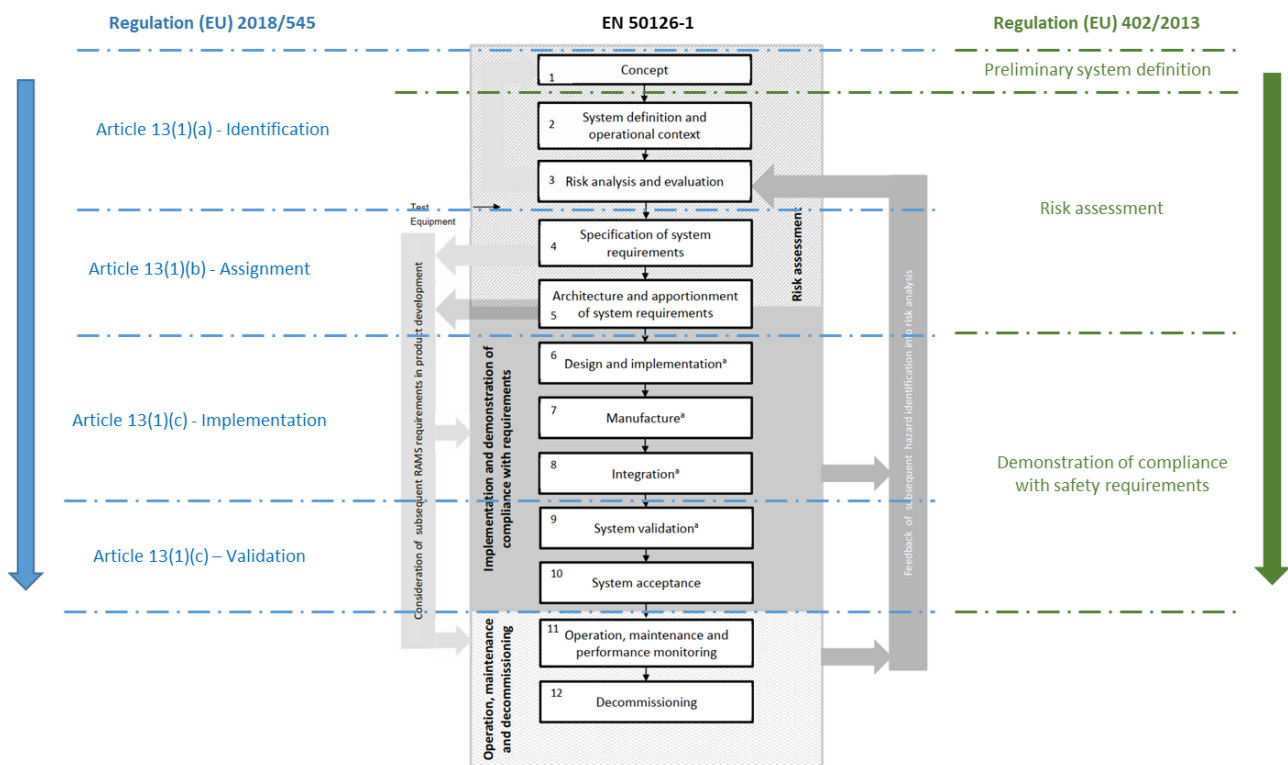 Regulation (EU) 2018/545
EN 50126-1
Regulation (EU) 402/2013
1
Concept
Preliminary system definition
Article 13(1)(a) - Identification
2
System definition and
operational context
3
Risk analysis and evaluation
Test
Equipment
Risk assessment
Risk assessment
Article 13(1)(b) - Assignment
4
Specification of system
requirements
5
Architecture and apportionment
of system requirements
Consideration of subsequent RAMS requirements in product development
Feedback of subsequent hazard identification into risk analysis
Implementation and demonstration of
compliance with requirements
Article 13(1)(c) - Implementation
6
Design and implementationª
7
Manufactureª
8
Integrationª
Demonstration of compliance
with safety requirements
Article 13(1)(c) – Validation
9
System validationª
10
System acceptance
Operation, maintenance
and decommissioning
11
Operation, maintenance and
performance monitoring
12
Decommissioning